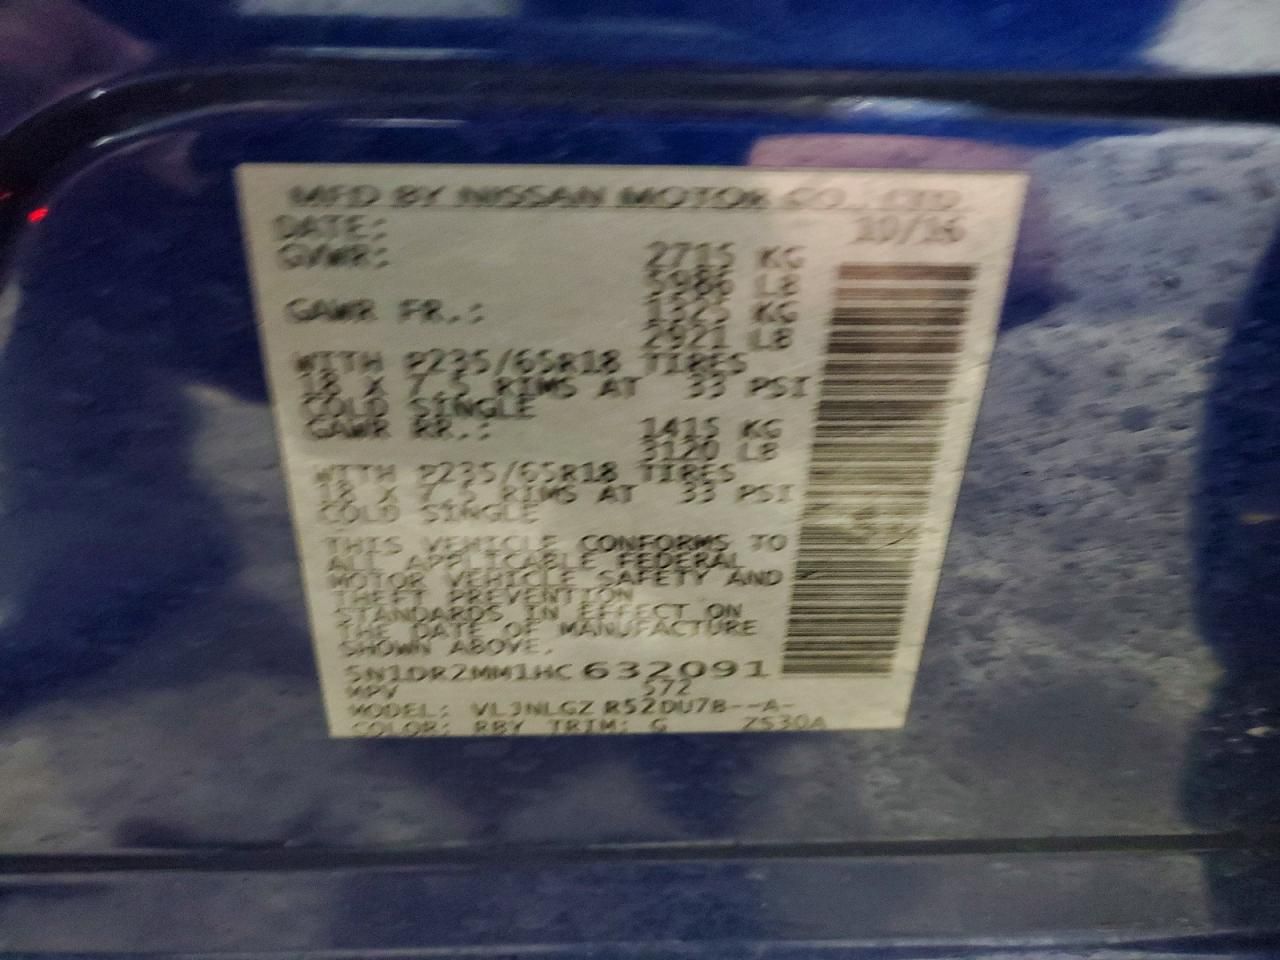 MFD BY NISSAN MOTOR CO., LTD.
DATE: 10/16
GVWR: 2715 KG
5986 LB
GAWR FR.: 1325 KG
2921 LB
WITH P235/65R18 TIRES
18 X 7.5 RIMS AT 33 PSI
COLD SINGLE
GAWR RR.: 1415 KG
3120 LB
WITH P235/65R18 TIRES
18 X 7.5 RIMS AT 33 PSI
COLD SINGLE
THIS VEHICLE CONFORMS TO
ALL APPLICABLE FEDERAL
MOTOR VEHICLE SAFETY AND
THEFT PREVENTION
STANDARDS IN EFFECT ON
THE DATE OF MANUFACTURE
SHOWN ABOVE.
5N1DR2MM1HC632091
MPV 572
MODEL: VLJNLGZ R52DU7B--A-
COLOR: RBY TRIM: G ZS30A